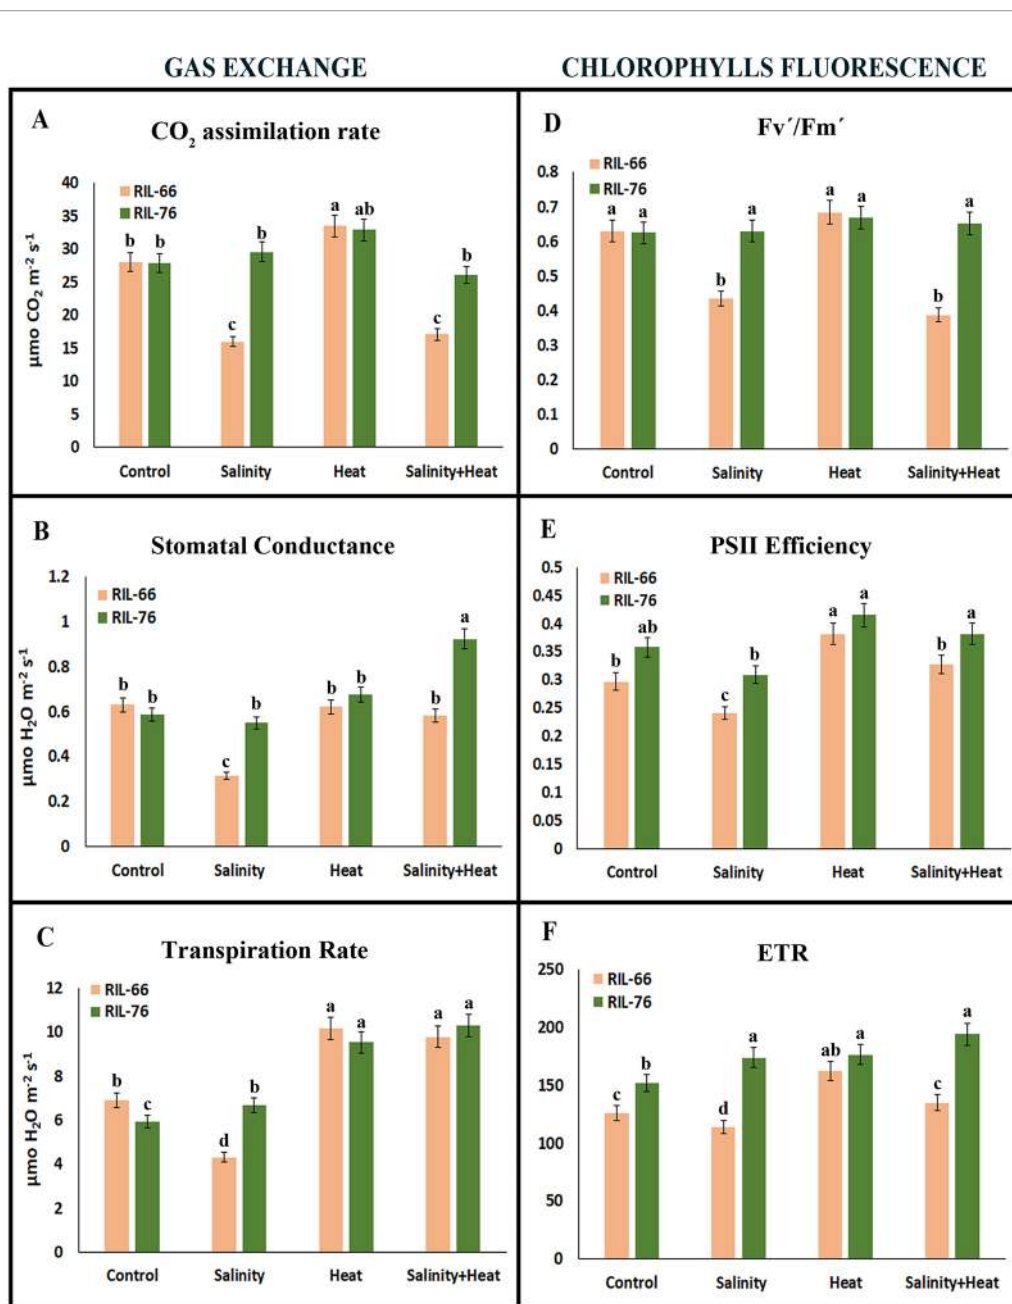 GAS EXCHANGE
CHLOROPHYLLS FLUORESCENCE
A
CO2 assimilation rate
RIL-66
RIL-76
µmo CO2 m-2 s-1
40
35
30
25
20
15
10
5
0
b b c b a ab c b
Control Salinity Heat Salinity+Heat
D
Fv´/Fm´
RIL-66
RIL-76
0.8
0.7
0.6
0.5
0.4
0.3
0.2
0.1
0
a a b a a a b a
Control Salinity Heat Salinity+Heat
B
Stomatal Conductance
RIL-66
RIL-76
µmo H2O m-2 s-1
1.2
1
0.8
0.6
0.4
0.2
0
b b c b b b b a
Control Salinity Heat Salinity+Heat
E
PSII Efficiency
RIL-66
RIL-76
0.5
0.45
0.4
0.35
0.3
0.25
0.2
0.15
0.1
0.05
0
b ab c b a a b a
Control Salinity Heat Salinity+Heat
C
Transpiration Rate
RIL-66
RIL-76
µmo H2O m-2 s-1
12
10
8
6
4
2
0
b c d b a a a a
Control Salinity Heat Salinity+Heat
F
ETR
RIL-66
RIL-76
250
200
150
100
50
0
c b d a ab a c a
Control Salinity Heat Salinity+Heat